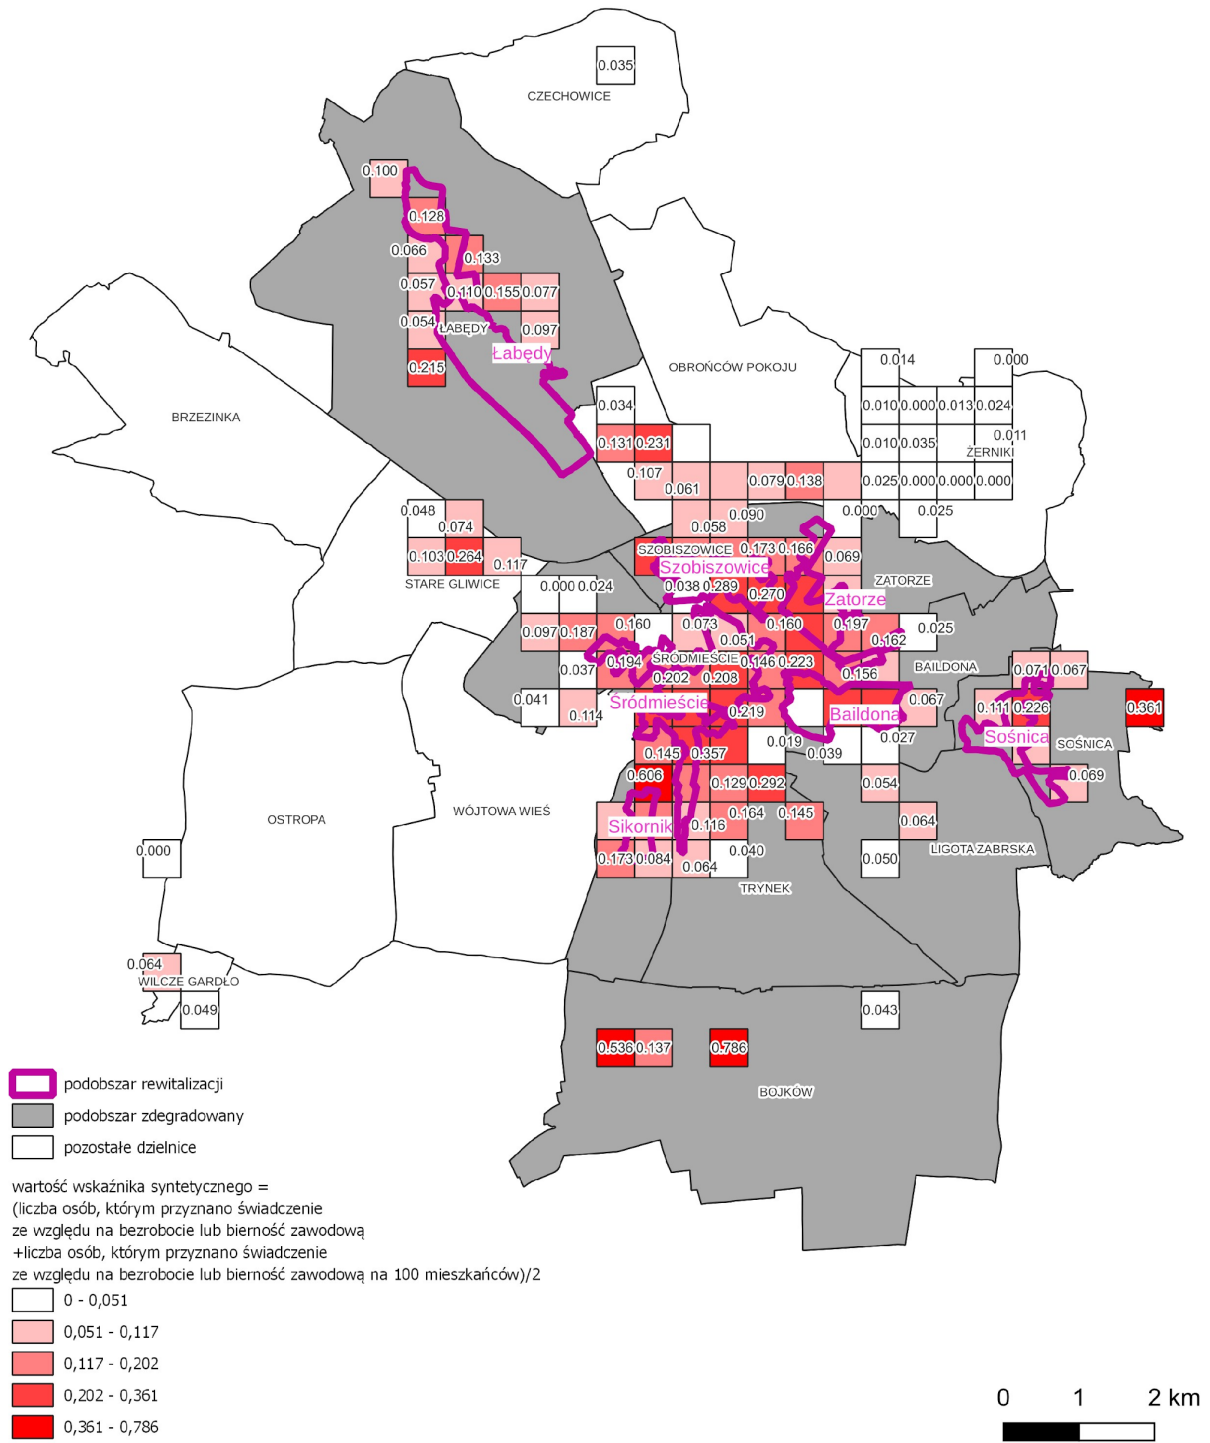 0.035
CZECHOWICE
0.100
0.128
0.066
0.133
0.057
0.110
0.155
0.077
0.054
ŁABĘDY
0.097
Łabędy
0.215
OBROŃCÓW POKOJU
0.014
0.000
BRZEZINKA
0.034
0.010
0.000
0.013
0.024
0.131
0.231
0.010
0.035
0.011
ŻERNIKI
0.107
0.061
0.079
0.138
0.025
0.000
0.000
0.000
0.048
0.074
0.058
0.090
0.000
0.025
0.103
0.264
0.117
SZOBISZOWICE
0.173
0.166
0.069
Szobiszowice
STARE GLIWICE
0.000
0.024
0.038
0.289
0.270
ZATORZE
Zatorze
0.097
0.187
0.160
0.073
0.051
0.160
0.197
0.162
0.025
0.037
0.194
ŚRÓDMIEŚCIE
0.146
0.223
0.156
BAILDONA
0.202
0.208
0.071
0.067
0.041
0.114
Śródmieście
0.219
Baildona
0.067
0.111
0.226
0.361
Sośnica
SOŚNICA
0.145
0.357
0.019
0.039
0.027
0.606
0.129
0.292
0.054
0.069
Sikornik
0.116
0.164
0.145
0.064
OSTROPA
WÓJTOWA WIEŚ
0.000
0.173
0.084
0.064
0.040
0.050
LIGOTA ZABRSKA
TRYNEK
0.064
WILCZE GARDŁO
0.049
0.043
0.536
0.137
0.786
BOJKÓW
podobszar rewitalizacji
podobszar zdegradowany
pozostałe dzielnice
wartość wskaźnika syntetycznego =
(liczba osób, którym przyznano świadczenie
ze względu na bezrobocie lub bierność zawodową
+liczba osób, którym przyznano świadczenie
ze względu na bezrobocie lub bierność zawodową na 100 mieszkańców)/2
0 - 0,051
0,051 - 0,117
0,117 - 0,202
0,202 - 0,361
0,361 - 0,786
0 1 2 km